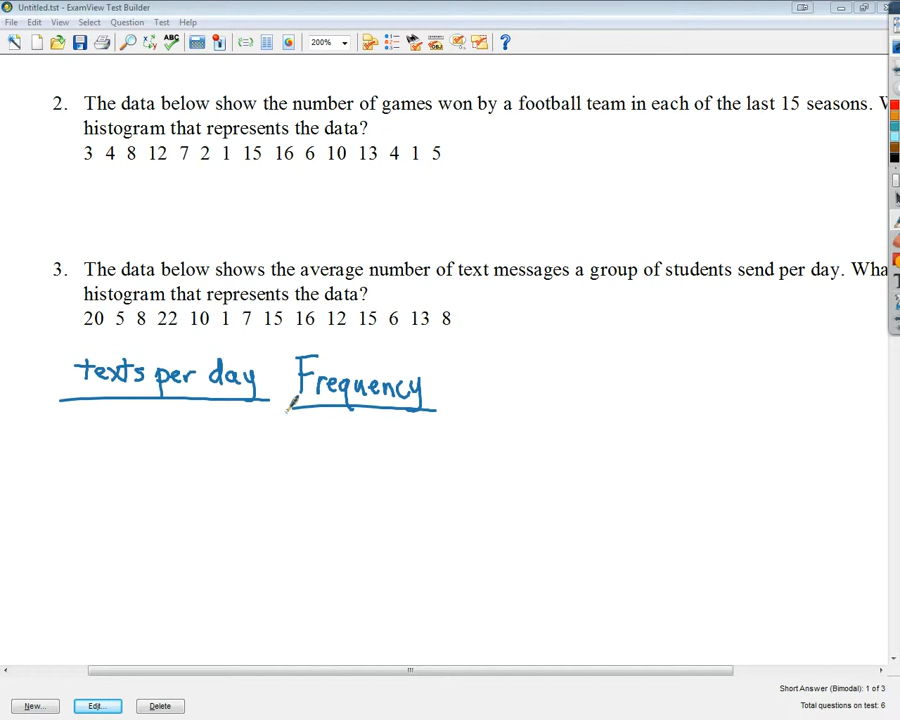 Untitled.tst - ExamView Test Builder
File Edit View Select Question Test Help
ABC 200% ?
2. The data below show the number of games won by a football team in each of the last 15 seasons. W
histogram that represents the data?
3 4 8 12 7 2 1 15 16 6 10 13 4 1 5
3. The data below shows the average number of text messages a group of students send per day. Wha
histogram that represents the data?
20 5 8 22 10 1 7 15 16 12 15 6 13 8
texts per day Frequency
Short Answer (Bimodal): 1 of 3
New... Edit... Delete Total questions on test: 6